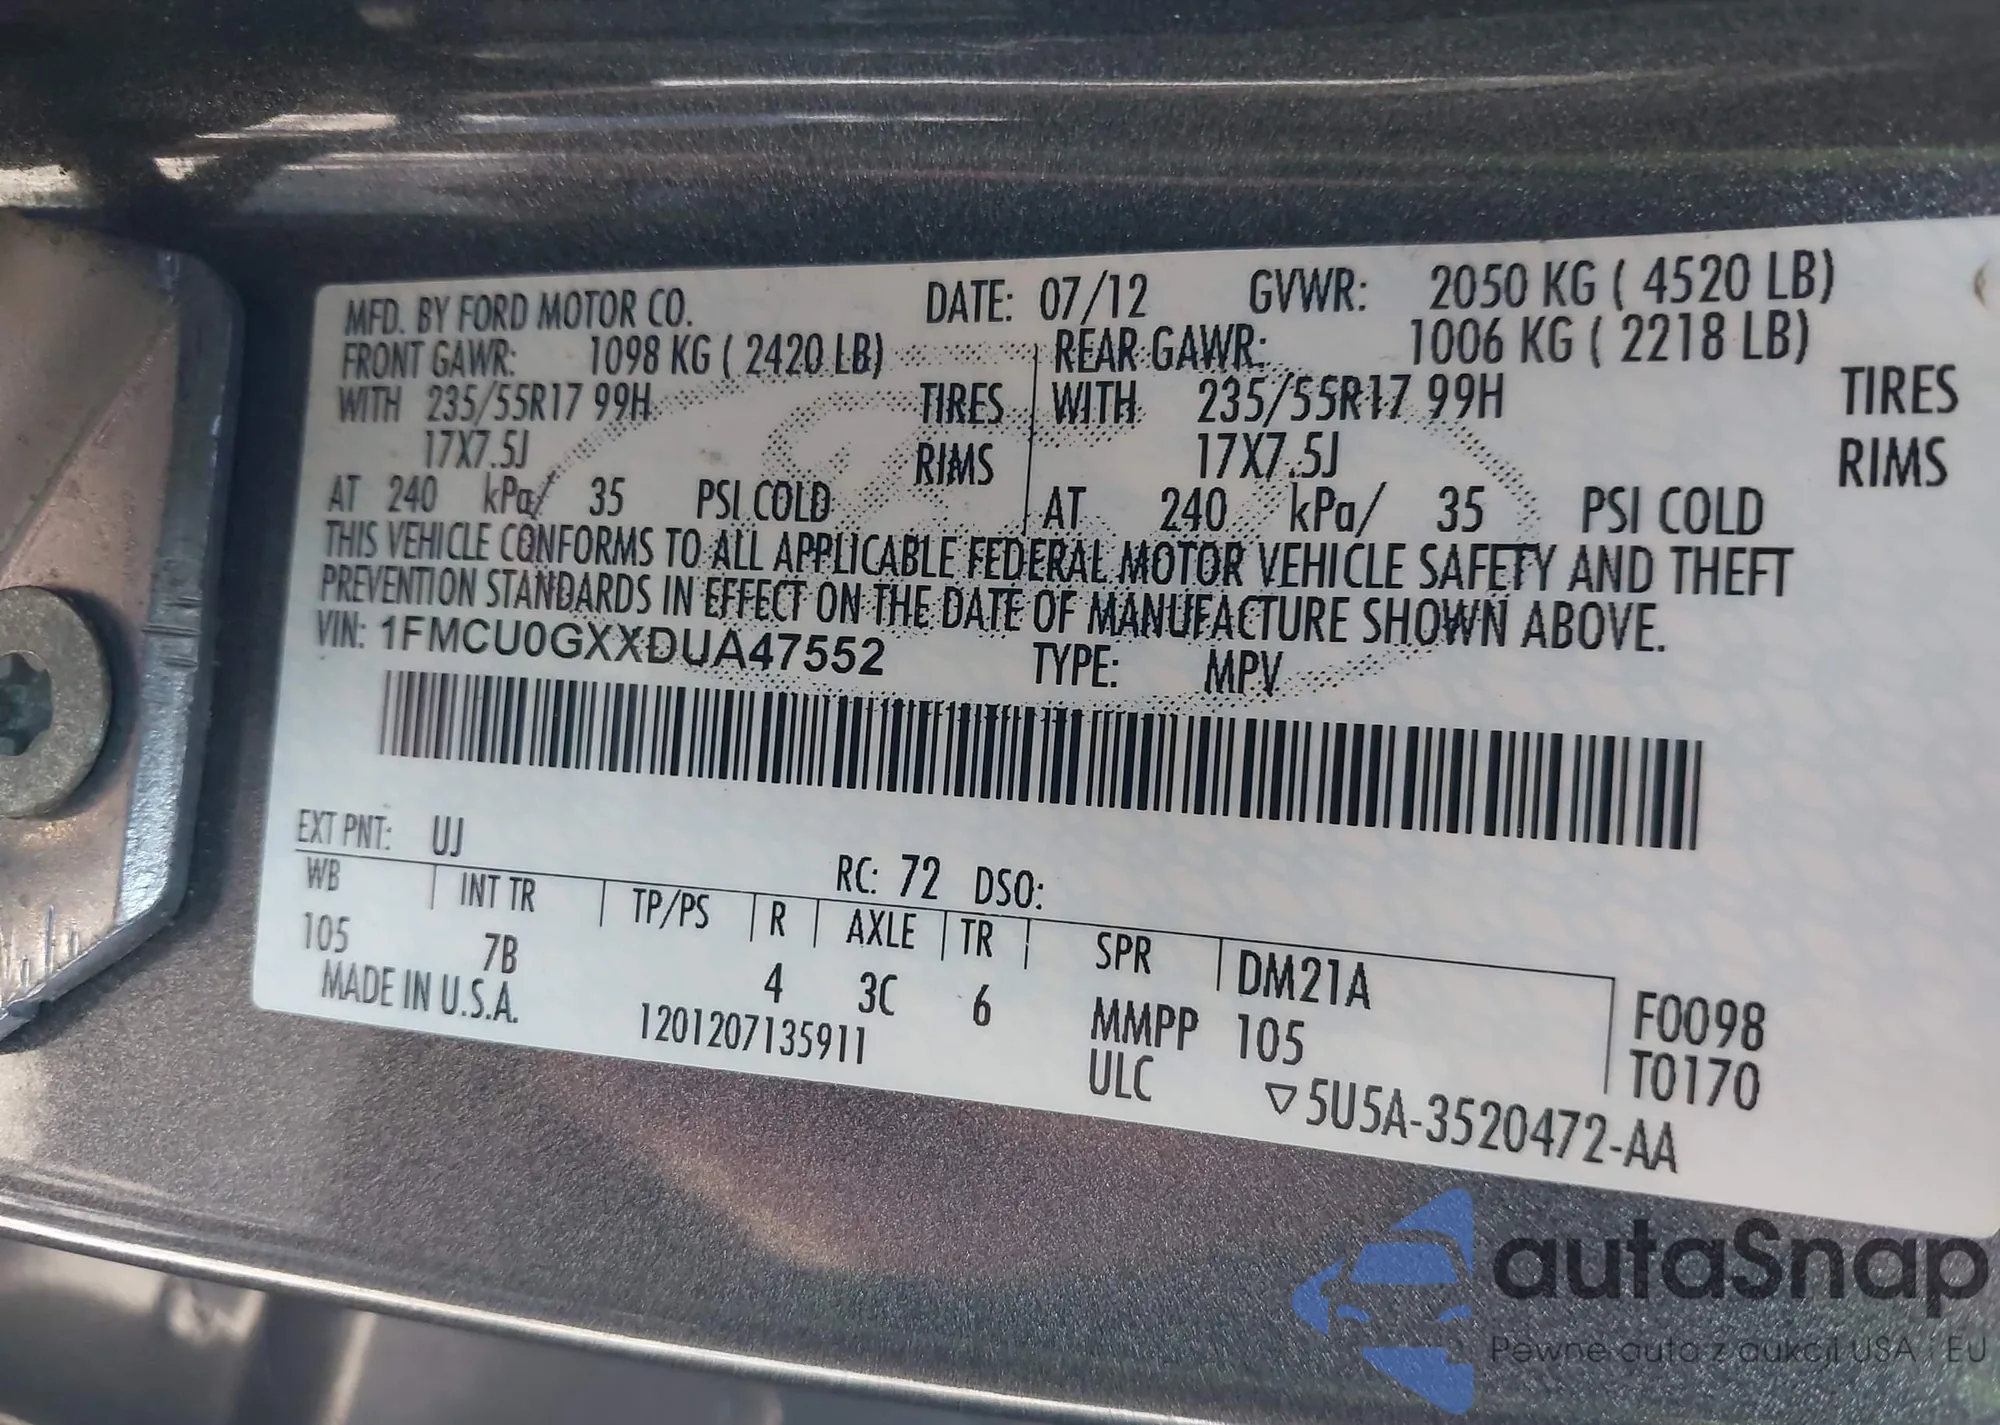 MFD. BY FORD MOTOR CO. DATE: 07/12 GVWR: 2050 KG ( 4520 LB)
FRONT GAWR: 1098 KG ( 2420 LB) REAR GAWR: 1006 KG ( 2218 LB)
WITH 235/55R17 99H TIRES WITH 235/55R17 99H TIRES
17X7.5J RIMS 17X7.5J RIMS
AT 240 kPa/ 35 PSI COLD AT 240 kPa/ 35 PSI COLD
THIS VEHICLE CONFORMS TO ALL APPLICABLE FEDERAL MOTOR VEHICLE SAFETY AND THEFT
PREVENTION STANDARDS IN EFFECT ON THE DATE OF MANUFACTURE SHOWN ABOVE.
VIN: 1FMCU0GXXDUA47552 TYPE: MPV
EXT PNT: UJ RC: 72 DSO:
WB INT TR TP/PS R AXLE TR SPR DM21A F0098
105 7B 4 3C 6 MMPP 105 T0170
MADE IN U.S.A. 1201207135911 ULC ▽5U5A-3520472-AA
autaSnap
Pewne auta z aukcji USA i EU